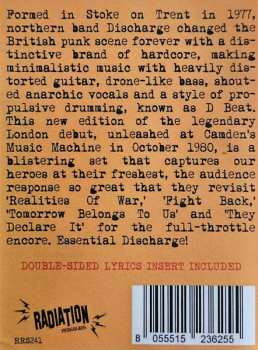 Formed in Stoke on Trent in 1977,
northern band Discharge changed the
British punk scene forever with a dis-
tinctive brand of hardcore, making
minimalistic music with heavily dis-
torted guitar, drone-like bass, shout-
ed anarchic vocals and a style of pro-
pulsive drumming, known as D Beat.
This new edition of the legendary
London debut, unleashed at Camden's
Music Machine in October 1980, is a
blistering set that captures our
heroes at their freshest, the audience
response so great that they revisit
'Realities Of War,' 'Fight Back,'
'Tomorrow Belongs To Us' and 'They
Declare It' for the full-throttle
encore. Essential Discharge!
DOUBLE-SIDED LYRICS INSERT INCLUDED
RADIATION
REISSUES
RRS241
8 055515 236255